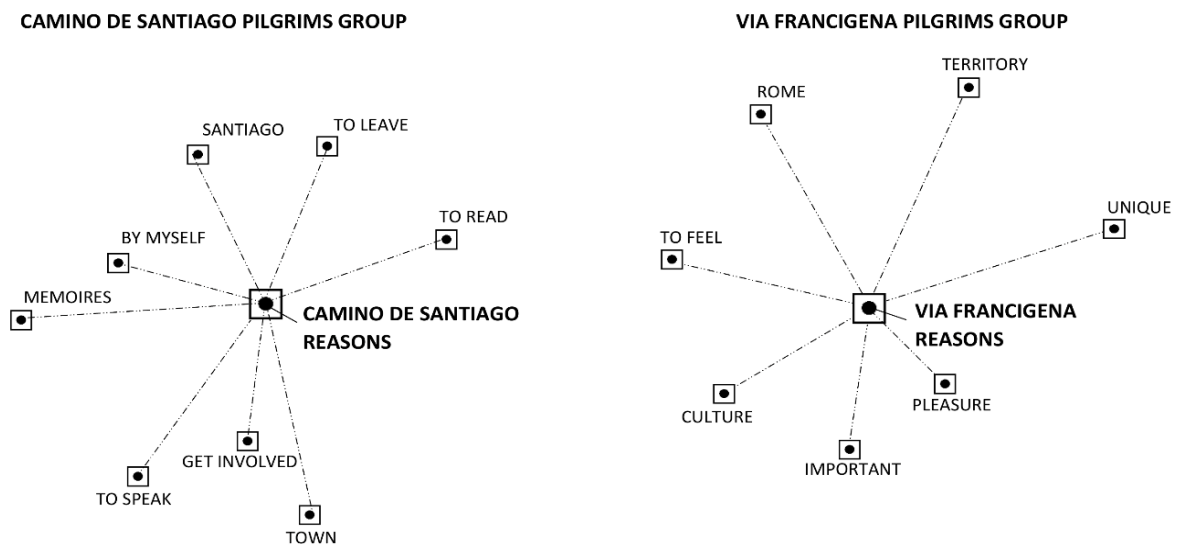 CAMINO DE SANTIAGO PILGRIMS GROUP
SANTIAGO
TO LEAVE
TO READ
BY MYSELF
MEMOIRES
CAMINO DE SANTIAGO
REASONS
GET INVOLVED
TO SPEAK
TOWN
VIA FRANCIGENA PILGRIMS GROUP
TERRITORY
ROME
UNIQUE
TO FEEL
VIA FRANCIGENA
REASONS
PLEASURE
CULTURE
IMPORTANT